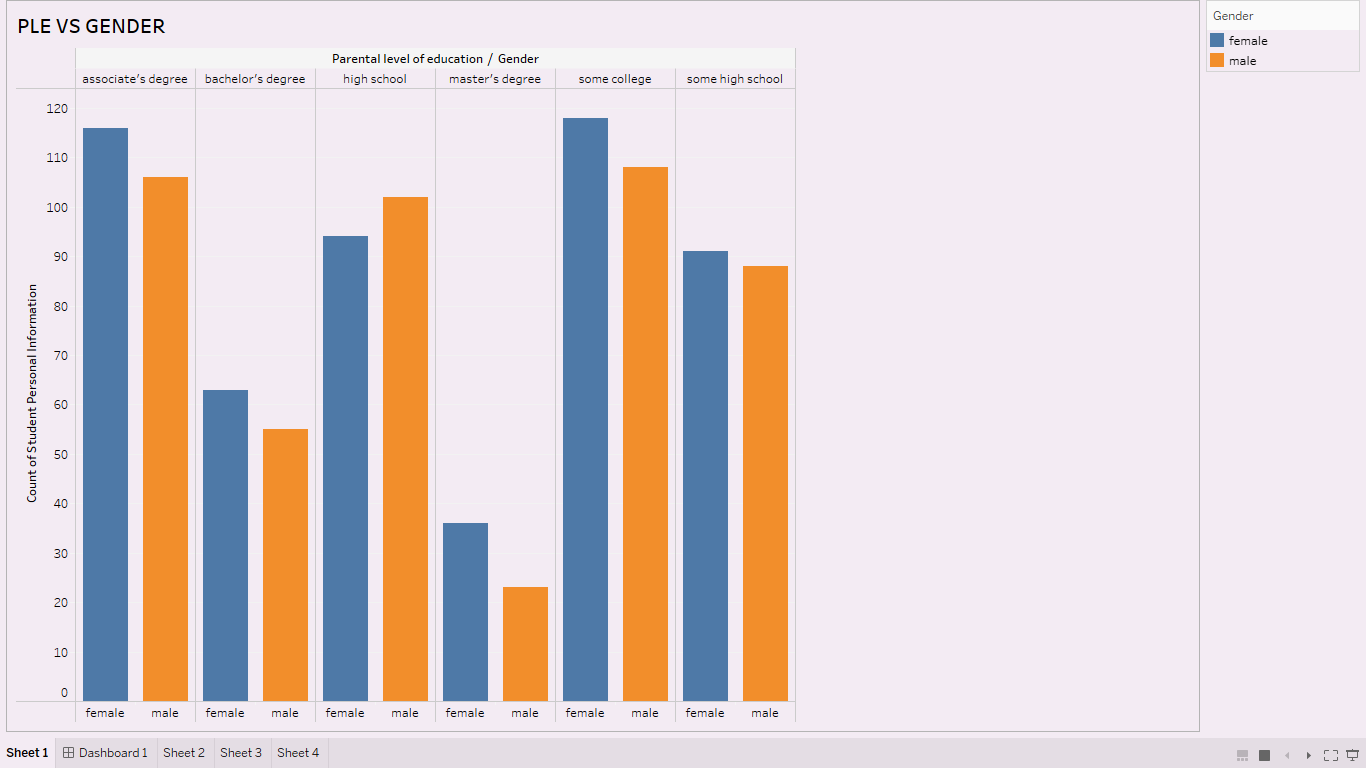 PLE VS GENDER
Parental level of education / Gender
associate's degree bachelor's degree high school master's degree some college some high school
120
110
100
90
80
70
60
50
40
30
20
10
0
Count of Student Personal Information
female male female male female male female male female male female male
Gender
female
male
Sheet 1 Dashboard 1 Sheet 2 Sheet 3 Sheet 4